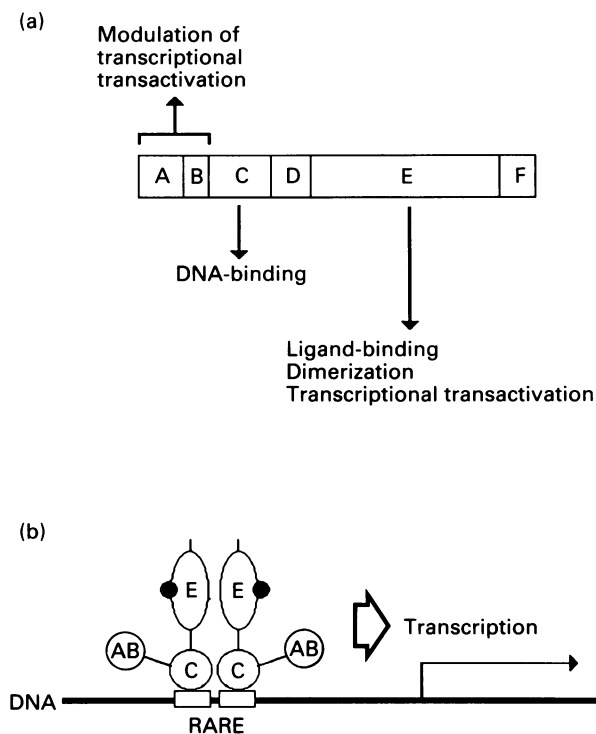 (a)
Modulation of
transcriptional
transactivation
A B C D E F
DNA-binding
Ligand-binding
Dimerization
Transcriptional transactivation
(b)
E E
AB C C AB
Transcription
DNA
RARE